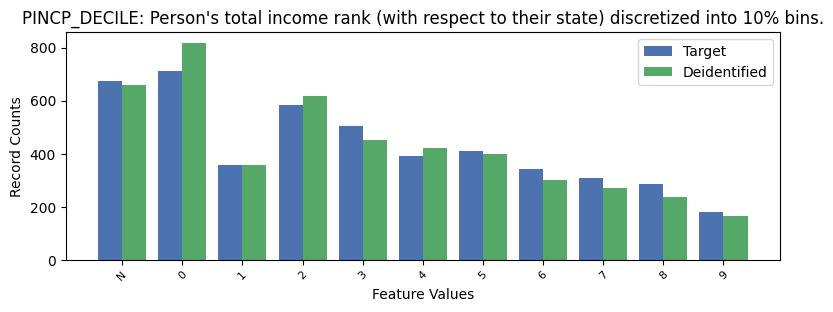 PINCP_DECILE: Person's total income rank (with respect to their state) discretized into 10% bins.
Target
Deidentified
Record Counts
800
600
400
200
0
N 0 1 2 3 4 5 6 7 8 9
Feature Values